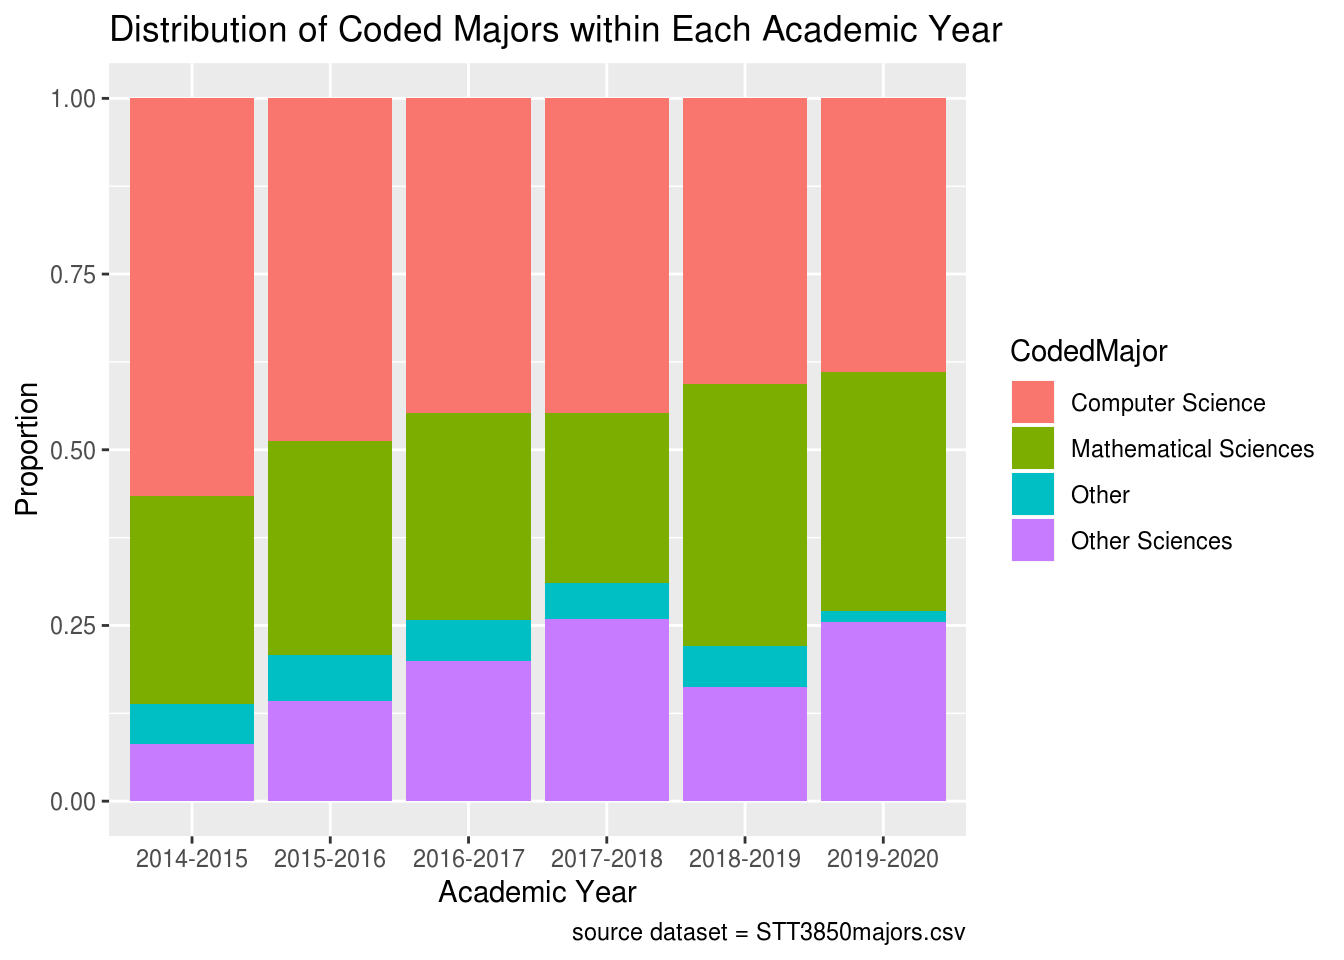 Distribution of Coded Majors within Each Academic Year
1.00
0.75
0.50
0.25
0.00
Proportion
2014-2015 2015-2016 2016-2017 2017-2018 2018-2019 2019-2020
Academic Year
source dataset = STT3850majors.csv
CodedMajor
Computer Science
Mathematical Sciences
Other
Other Sciences